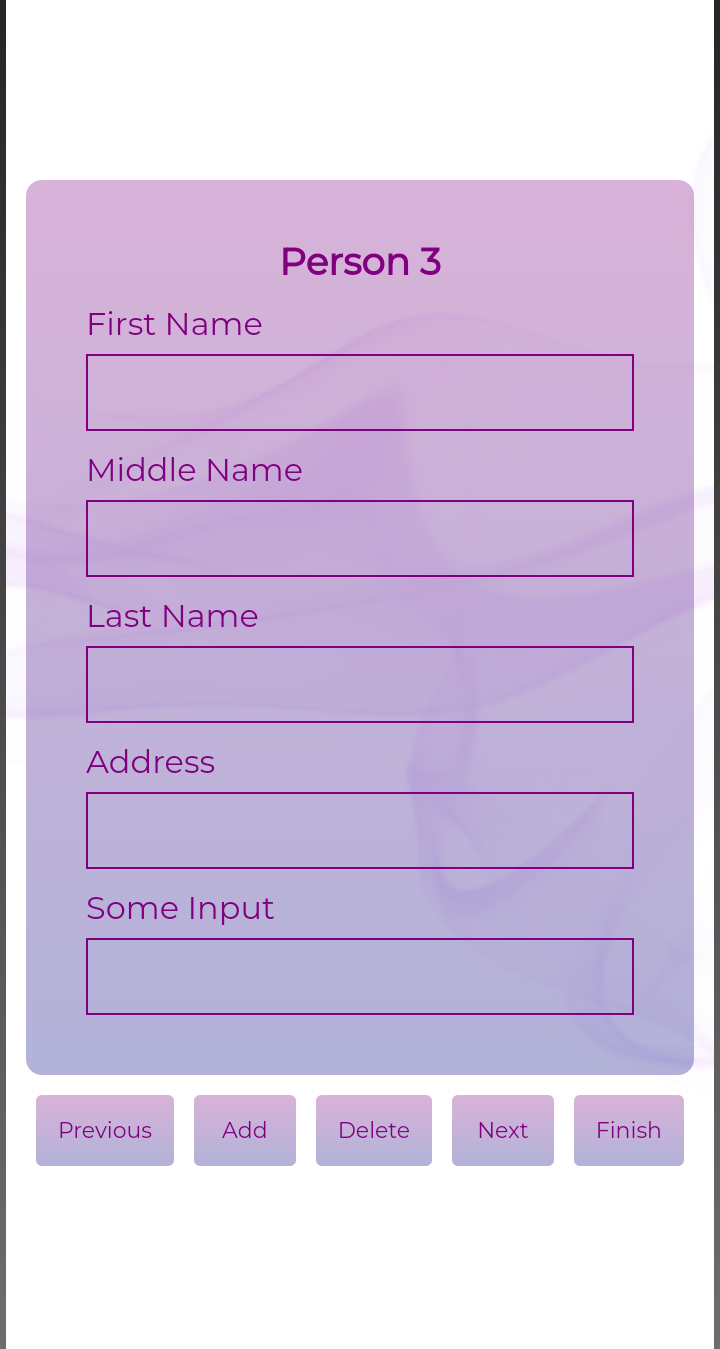 Person 3
First Name
Middle Name
Last Name
Address
Some Input
Previous Add Delete Next Finish